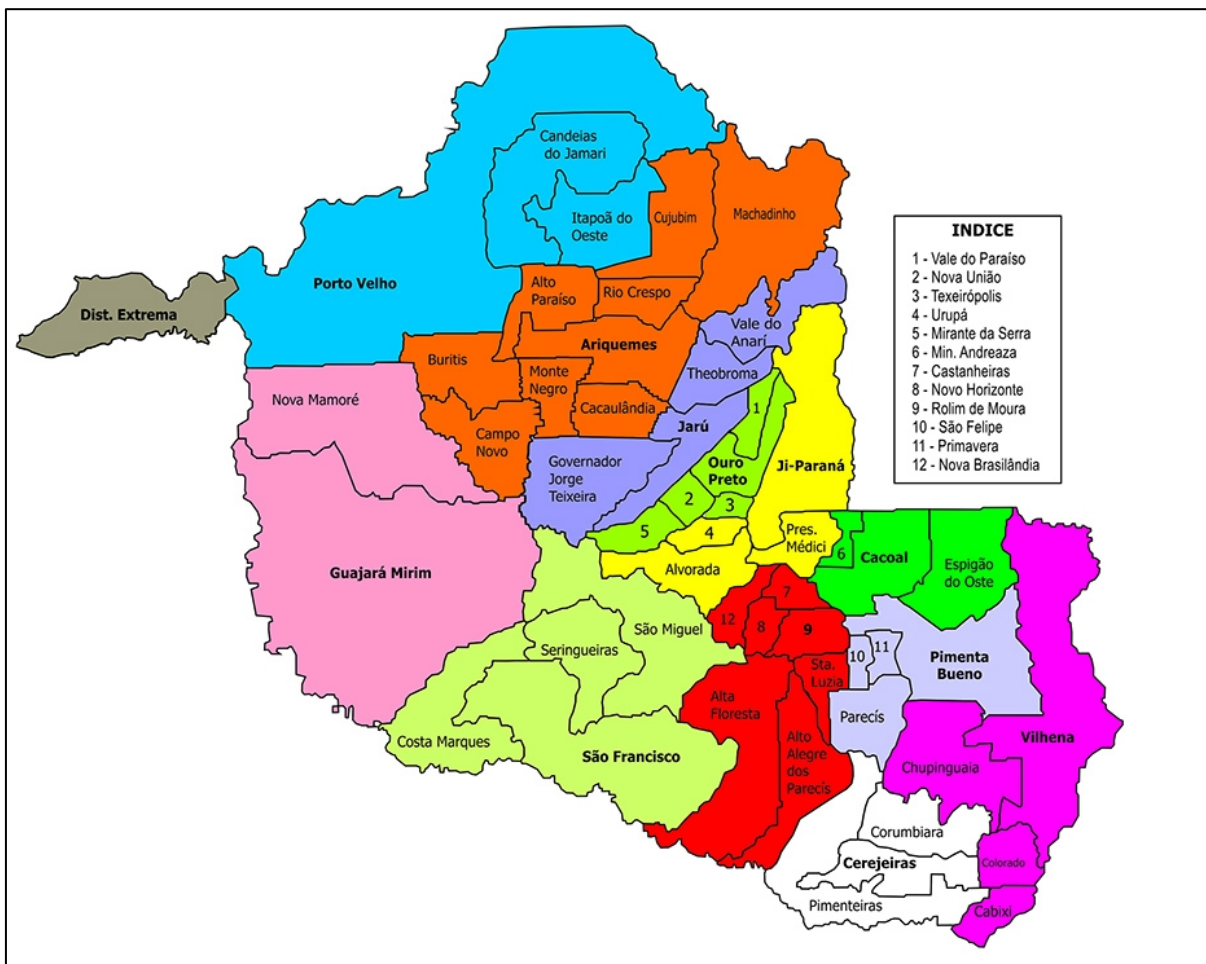 Candeias
do Jamari
Itapoã do
Oeste
Cujubim
Machadinho
Porto Velho
Dist. Extrema
Alto
Paraíso
Rio Crespo
Vale do
Anarí
Buritis
Ariquemes
Monte
Negro
Theobroma
Nova Mamoré
Cacaulândia
1
Campo
Novo
Jarú
Governador
Jorge
Teixeira
Ouro
Preto
Ji-Paraná
2
3
5
4
Pres.
Médici
6
Cacoal
Espigão
do Oste
Guajará Mirim
Alvorada
7
12
8
9
São Miguel
Seringueiras
10
11
Pimenta
Bueno
Sta.
Luzia
Alta
Floresta
Parecís
Costa Marques
São Francisco
Alto
Alegre
dos
Parecís
Vilhena
Chupinguaia
Corumbiara
Cerejeiras
Colorado
Pimenteiras
Cabixi
INDICE
1 - Vale do Paraíso
2 - Nova União
3 - Texeirópolis
4 - Urupá
5 - Mirante da Serra
6 - Min. Andreaza
7 - Castanheiras
8 - Novo Horizonte
9 - Rolim de Moura
10 - São Felipe
11 - Primavera
12 - Nova Brasilândia